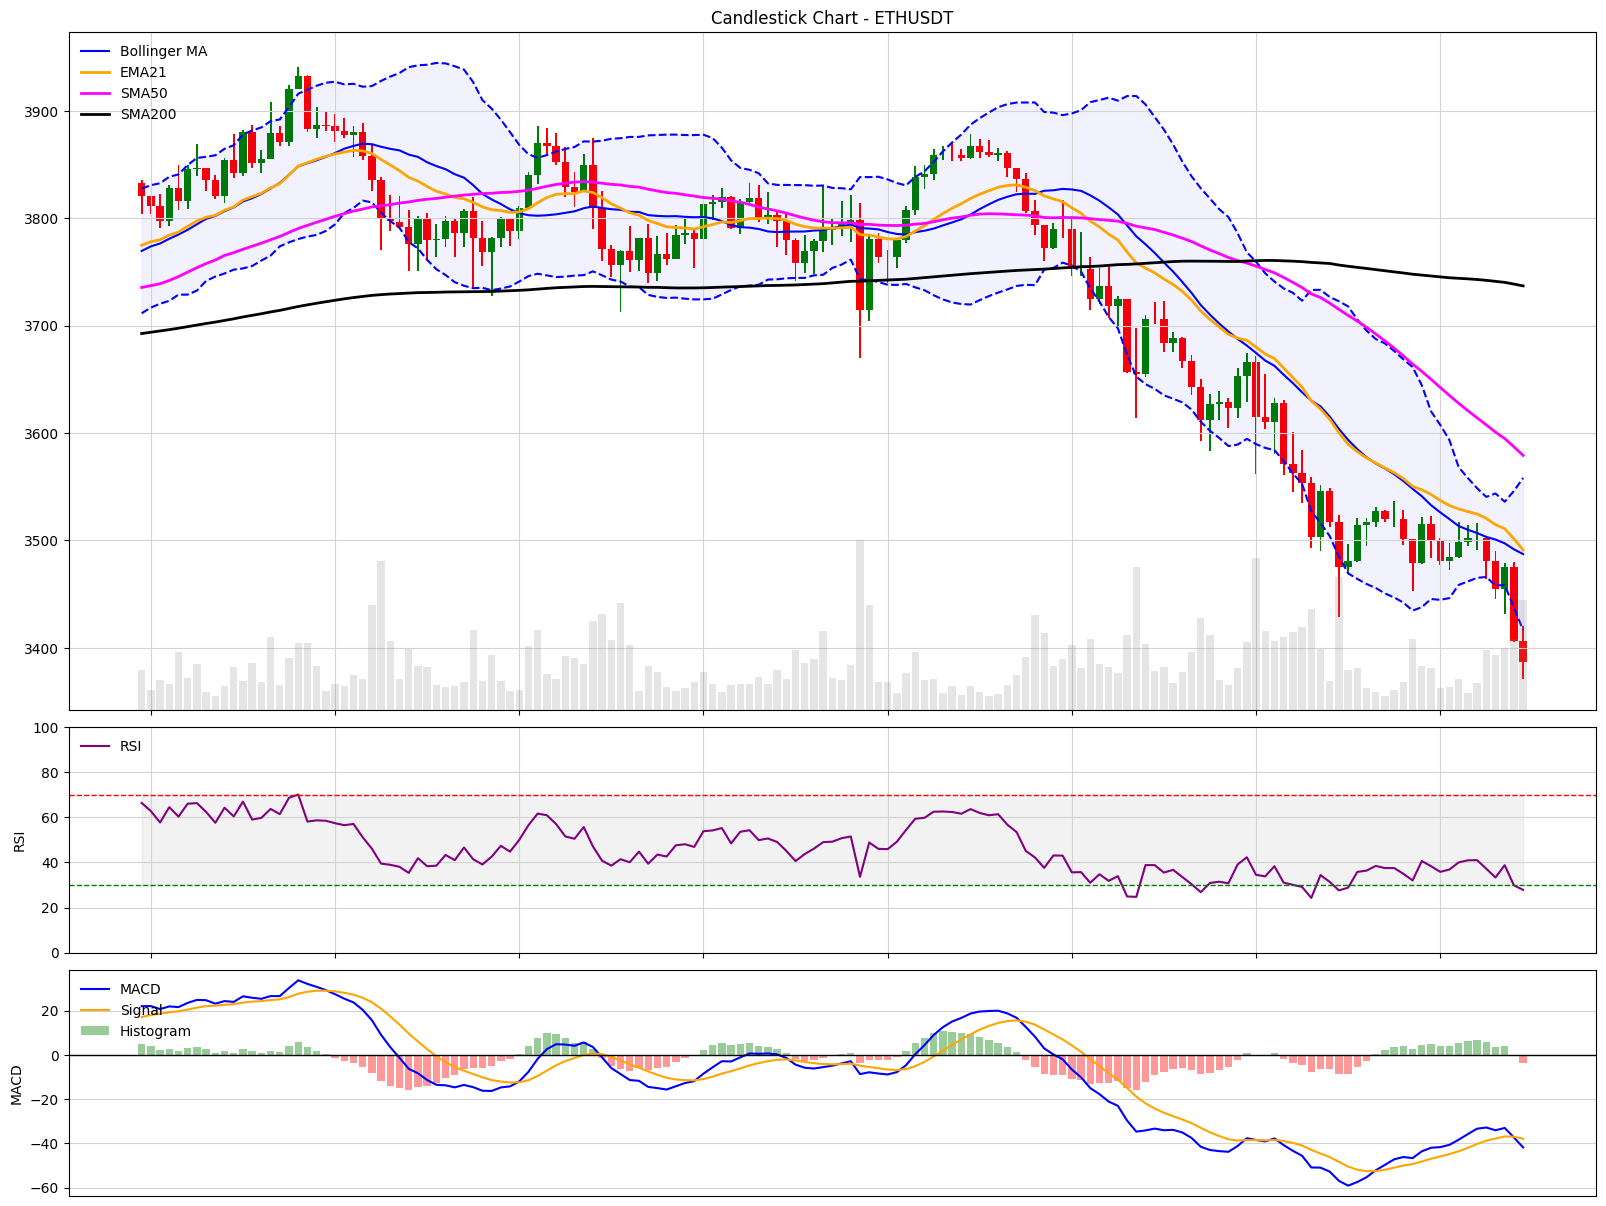 Candlestick Chart - ETHUSDT
Bollinger MA
EMA21
SMA50
SMA200
3900
3800
3700
3600
3500
3400
RSI
100
80
60
40
20
0
RSI
MACD
Signal
Histogram
20
0
−20
−40
−60
MACD